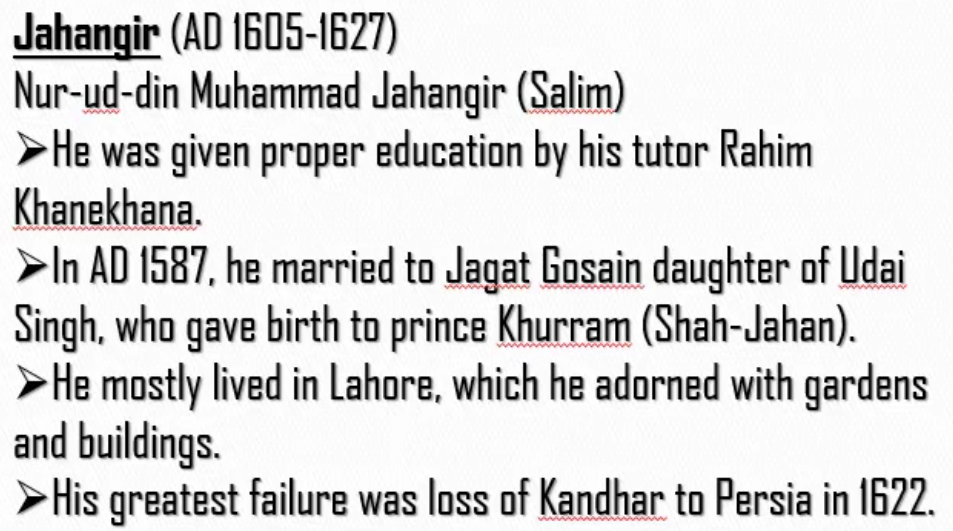 Jahangir (AD 1605-1627)
Nur-ud-din Muhammad Jahangir (Salim)
➢He was given proper education by his tutor Rahim
Khanekhana.
➢In AD 1587, he married to Jagat Gosain daughter of Udai
Singh, who gave birth to prince Khurram (Shah-Jahan).
➢He mostly lived in Lahore, which he adorned with gardens
and buildings.
➢His greatest failure was loss of Kandhar to Persia in 1622.